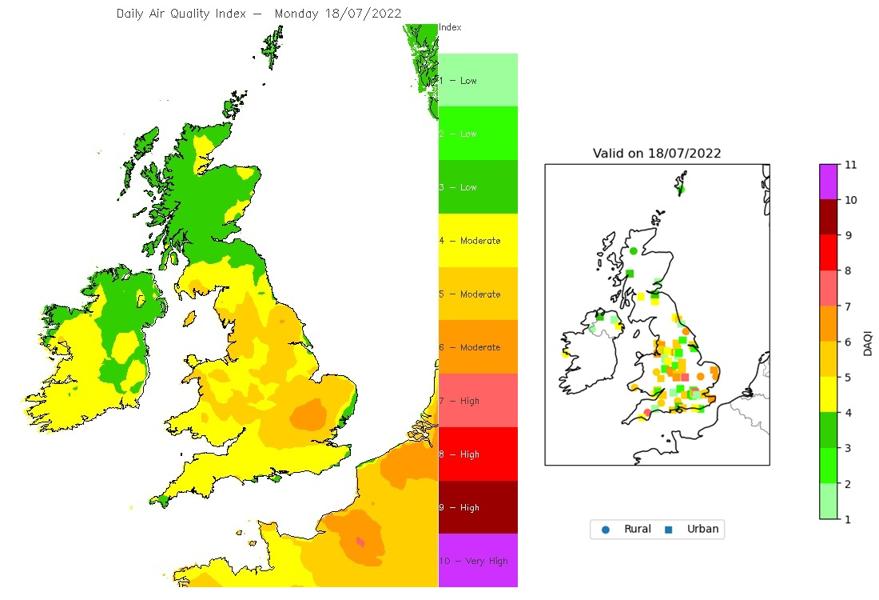 Daily Air Quality Index – Monday 18/07/2022
Index
1 – Low
2 – Low
3 – Low
4 – Moderate
5 – Moderate
6 – Moderate
7 – High
8 – High
9 – High
10 – Very High
Valid on 18/07/2022
11
10
9
8
7
6
5
4
3
2
1
DAQI
Rural
Urban